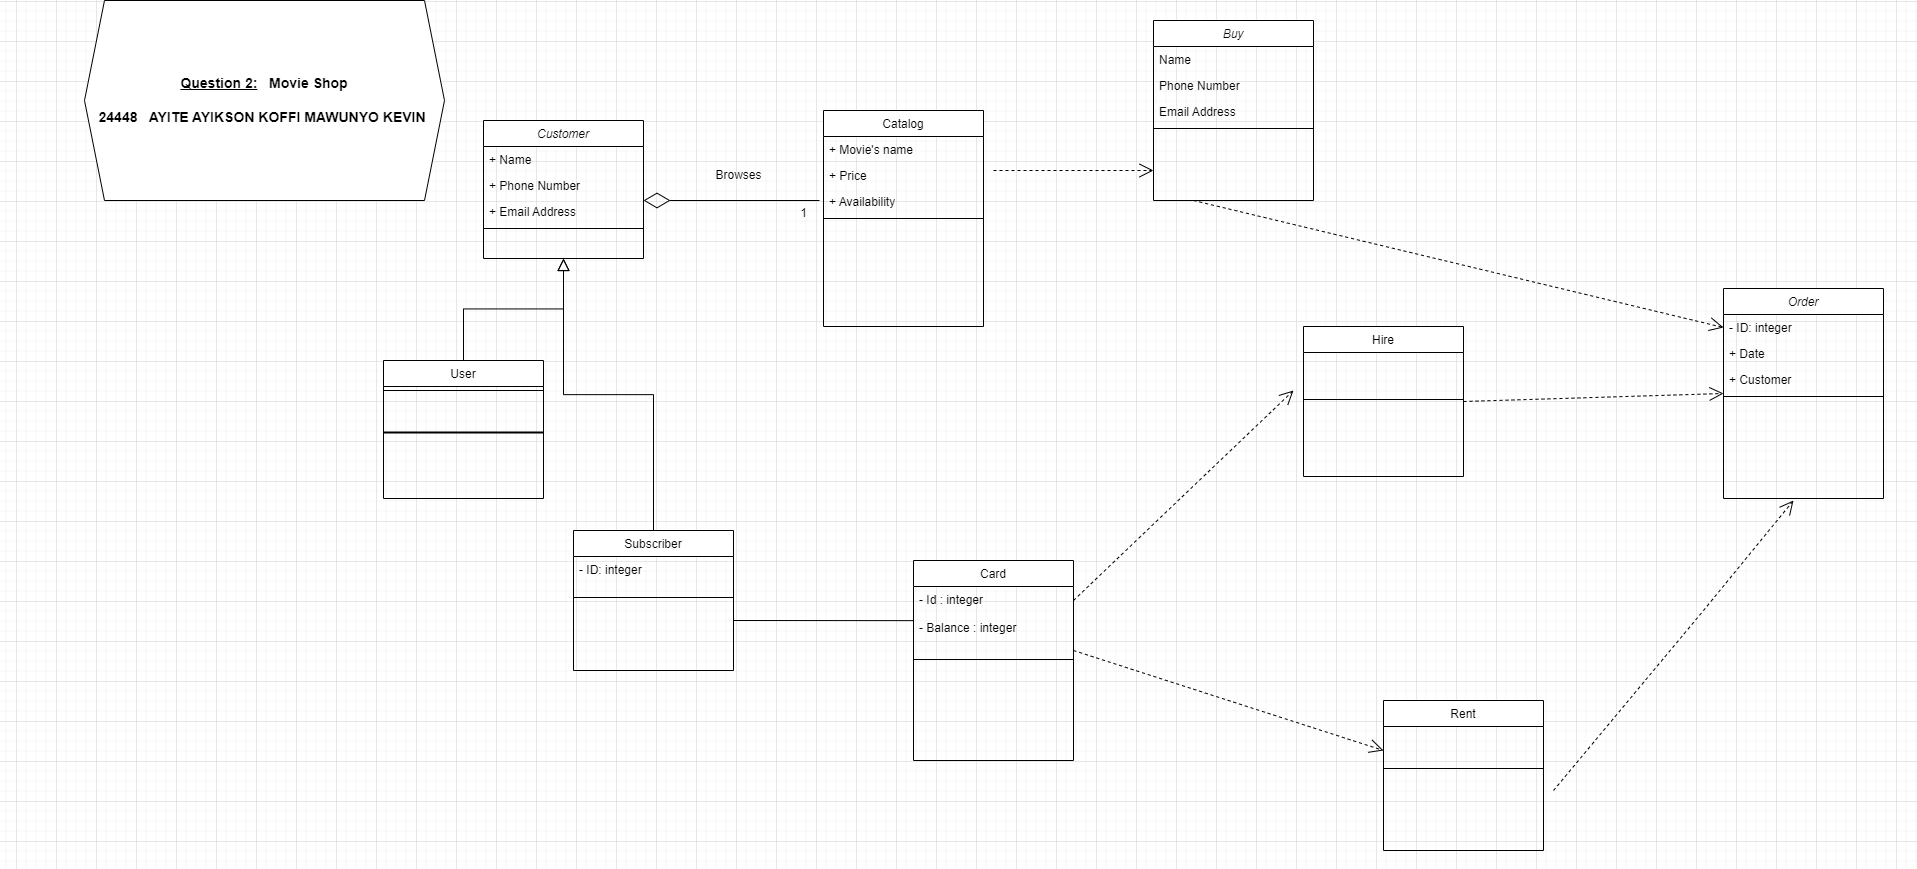 Question 2:   Movie Shop
24448   AYITE AYIKSON KOFFI MAWUNYO KEVIN
Customer
+ Name
+ Phone Number
+ Email Address
Browses
1
Catalog
+ Movie's name
+ Price
+ Availability
Buy
Name
Phone Number
Email Address
Order
- ID: integer
+ Date
+ Customer
Hire
User
Subscriber
- ID: integer
Card
- Id : integer
- Balance : integer
Rent